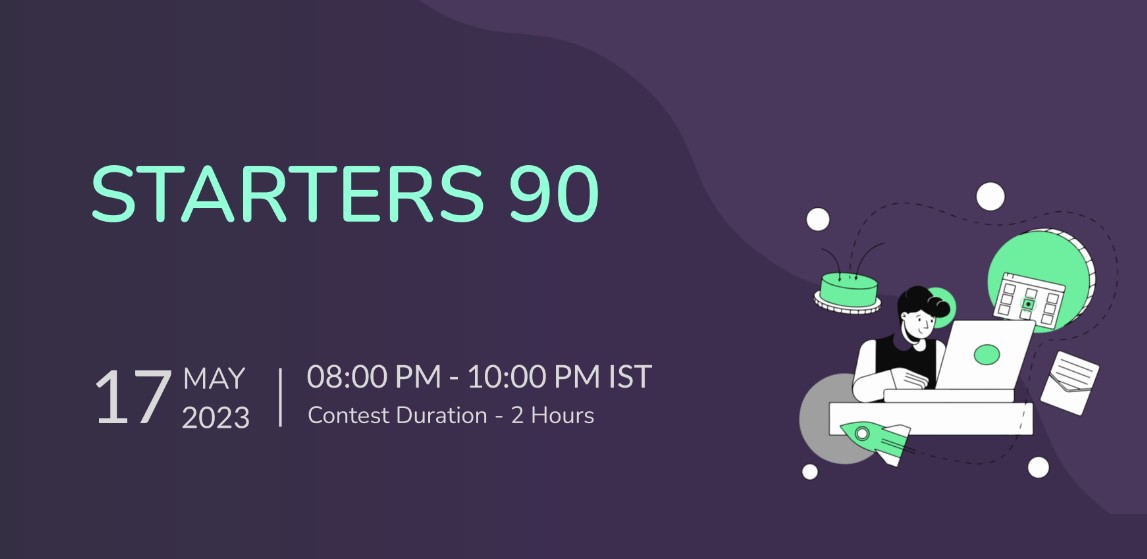 STARTERS 90
17 MAY 2023
08:00 PM - 10:00 PM IST
Contest Duration - 2 Hours